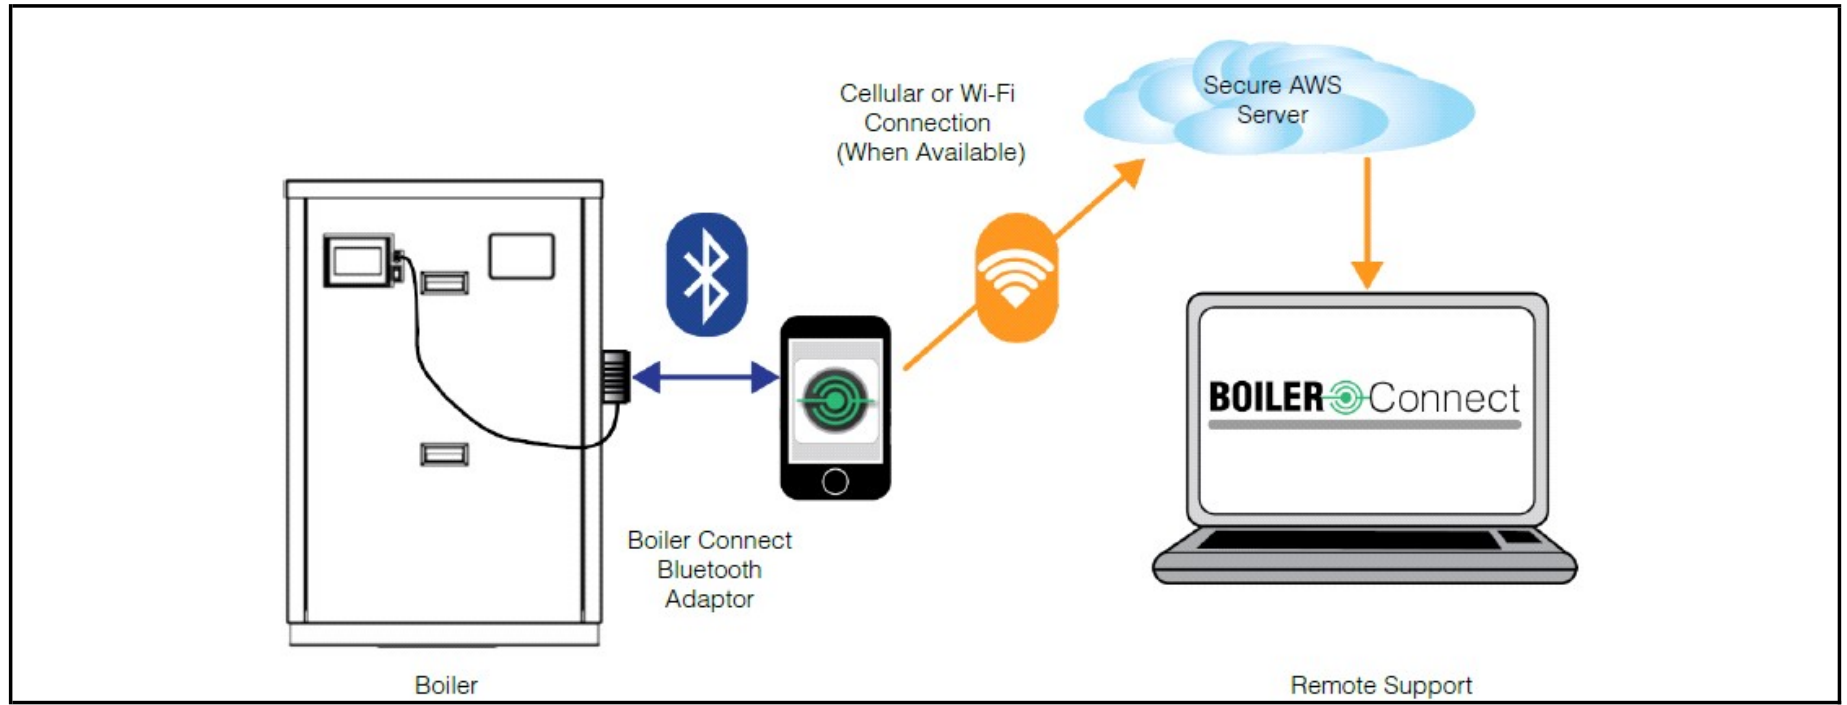 Cellular or Wi-Fi
Connection
(When Available)
Secure AWS
Server
BOILER Connect
Boiler Connect
Bluetooth
Adaptor
Boiler
Remote Support